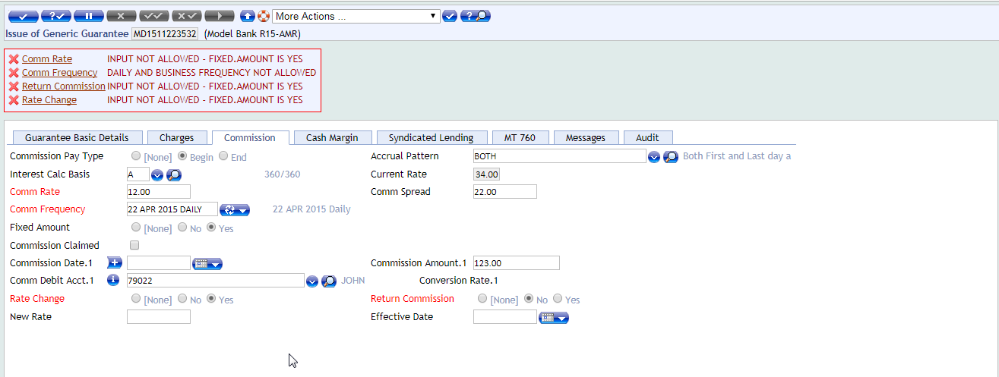 More Actions ...
Issue of Generic Guarantee MD1511223532 (Model Bank R15-AMR)
Comm Rate INPUT NOT ALLOWED - FIXED.AMOUNT IS YES
Comm Frequency DAILY AND BUSINESS FREQUENCY NOT ALLOWED
Return Commission INPUT NOT ALLOWED - FIXED.AMOUNT IS YES
Rate Change INPUT NOT ALLOWED - FIXED.AMOUNT IS YES
Guarantee Basic Details Charges Commission Cash Margin Syndicated Lending MT 760 Messages Audit
Commission Pay Type [None] Begin End Accrual Pattern BOTH Both First and Last day a
Interest Calc Basis A 360/360 Current Rate 34.00
Comm Rate 12.00 Comm Spread 22.00
Comm Frequency 22 APR 2015 DAILY 22 APR 2015 Daily
Fixed Amount [None] No Yes
Commission Claimed
Commission Date.1 Commission Amount.1 123.00
Comm Debit Acct.1 79022 JOHN Conversion Rate.1
Rate Change [None] No Yes Return Commission [None] No Yes
New Rate Effective Date